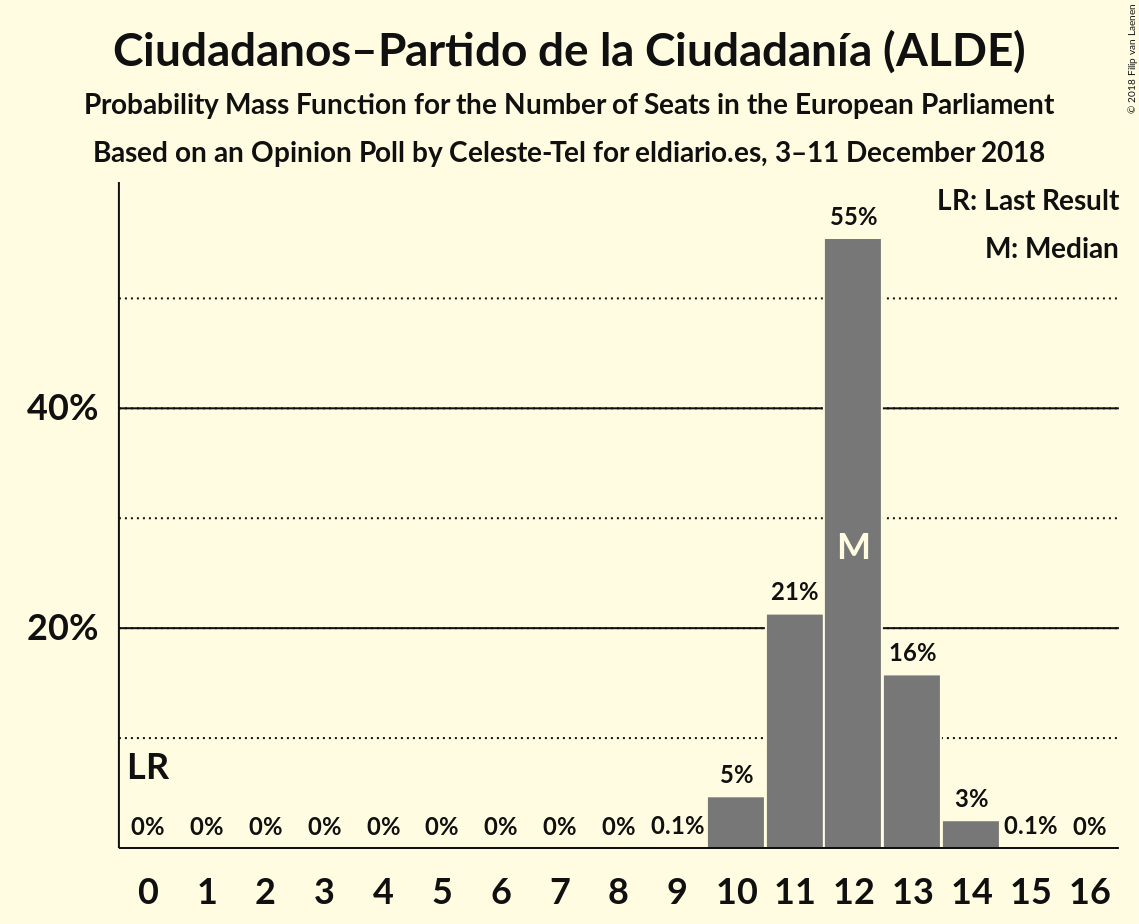 Ciudadanos–Partido de la Ciudadanía (ALDE)
Probability Mass Function for the Number of Seats in the European Parliament
Based on an Opinion Poll by Celeste-Tel for eldiario.es, 3–11 December 2018
© 2018 Filip van Laenen
LR: Last Result
M: Median
55%
40%
M
21%
20%
16%
LR
5%
3%
0% 0% 0% 0% 0% 0% 0% 0% 0% 0.1% 0.1% 0%
0 1 2 3 4 5 6 7 8 9 10 11 12 13 14 15 16